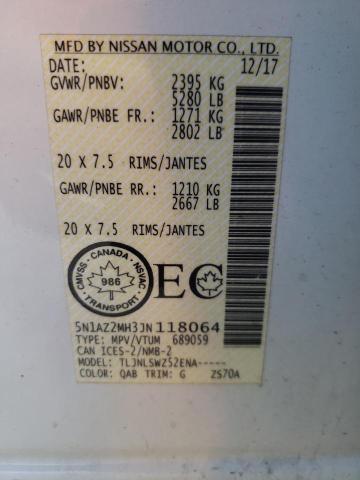 MFD BY NISSAN MOTOR CO., LTD.
DATE: 12/17
GVWR/PNBV: 2395 KG
5280 LB
GAWR/PNBE FR.: 1271 KG
2802 LB
20 X 7.5 RIMS/JANTES
GAWR/PNBE RR.: 1210 KG
2667 LB
20 X 7.5 RIMS/JANTES
CANADA
CMVSS 986 NSVAC
TRANSPORT
EC
5N1AZ2MH3JN118064
TYPE: MPV/VTUM 689059
CAN ICES-2/NMB-2
MODEL: TLJNLSWZ52ENA-----
COLOR: QAB TRIM: G ZS70A